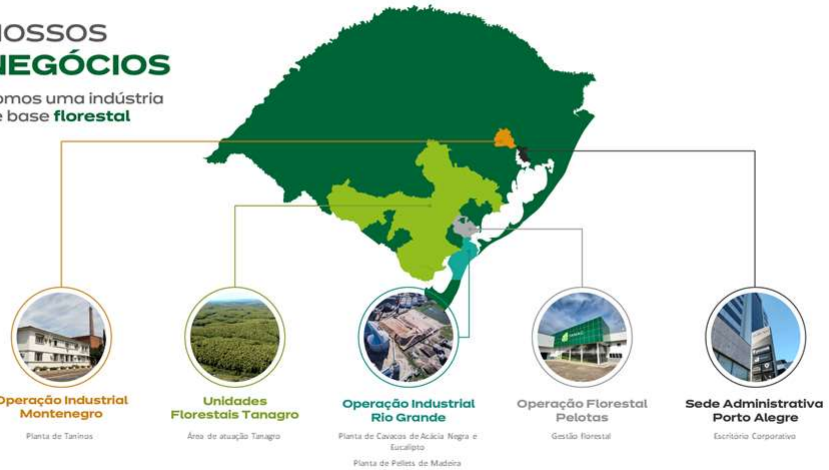 NOSSOS
NEGÓCIOS
omos uma indústria
e base florestal
Operação Industrial
Montenegro
Planta de Taninos
Unidades
Florestais Tanagro
Área de atuação Tanagro
Operação Industrial
Rio Grande
Planta de Cavacos de Acácia Negra e
Eucalipto
Planta de Pellets de Madeira
Operação Florestal
Pelotas
Gestão florestal
Sede Administrativa
Porto Alegre
Escritório Corporativo